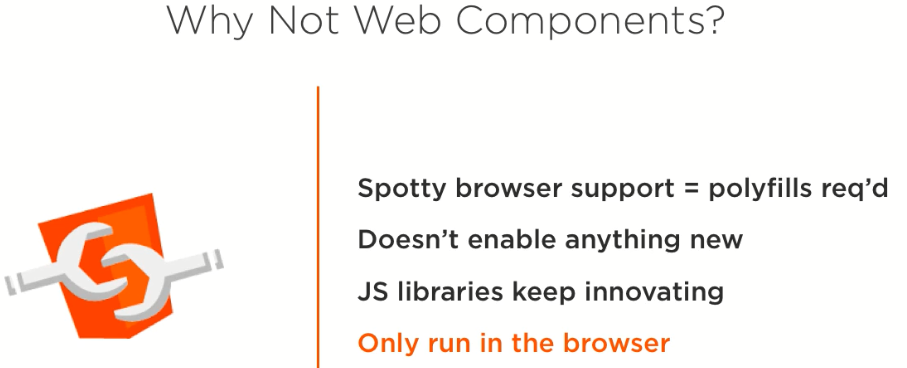 Why Not Web Components?
Spotty browser support = polyfills req’d
Doesn’t enable anything new
JS libraries keep innovating
Only run in the browser